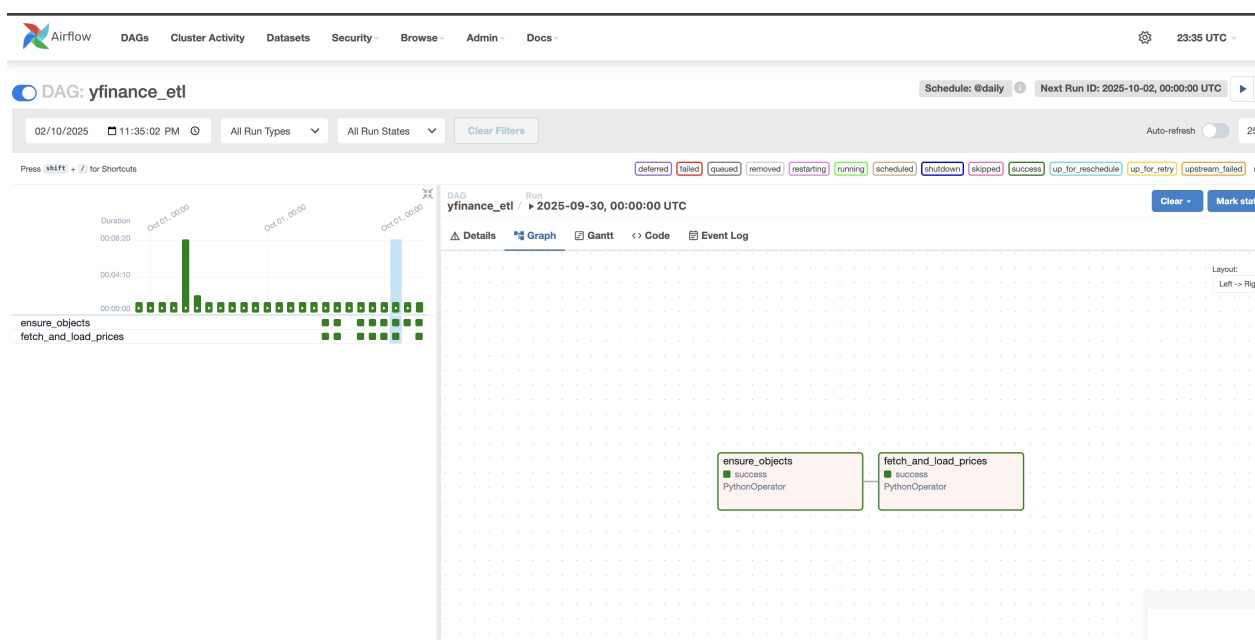 Airflow DAGs Cluster Activity Datasets Security Browse Admin Docs 23:35 UTC
DAG: yfinance_etl Schedule: @daily Next Run ID: 2025-10-02, 00:00:00 UTC
02/10/2025 11:35:02 PM All Run Types All Run States Clear Filters Auto-refresh 25
Press shift + / for Shortcuts deferred failed queued removed restarting running scheduled shutdown skipped success up_for_reschedule up_for_retry upstream_failed
DAG Run
yfinance_etl / 2025-09-30, 00:00:00 UTC Clear Mark stat
Details Graph Gantt Code Event Log
Duration Oct 01, 00:00 Oct 01, 00:00 Oct 01, 00:00
00:08:20
00:04:10
00:00:00
ensure_objects
fetch_and_load_prices
Layout:
Left -> Rig
ensure_objects
success
PythonOperator
fetch_and_load_prices
success
PythonOperator